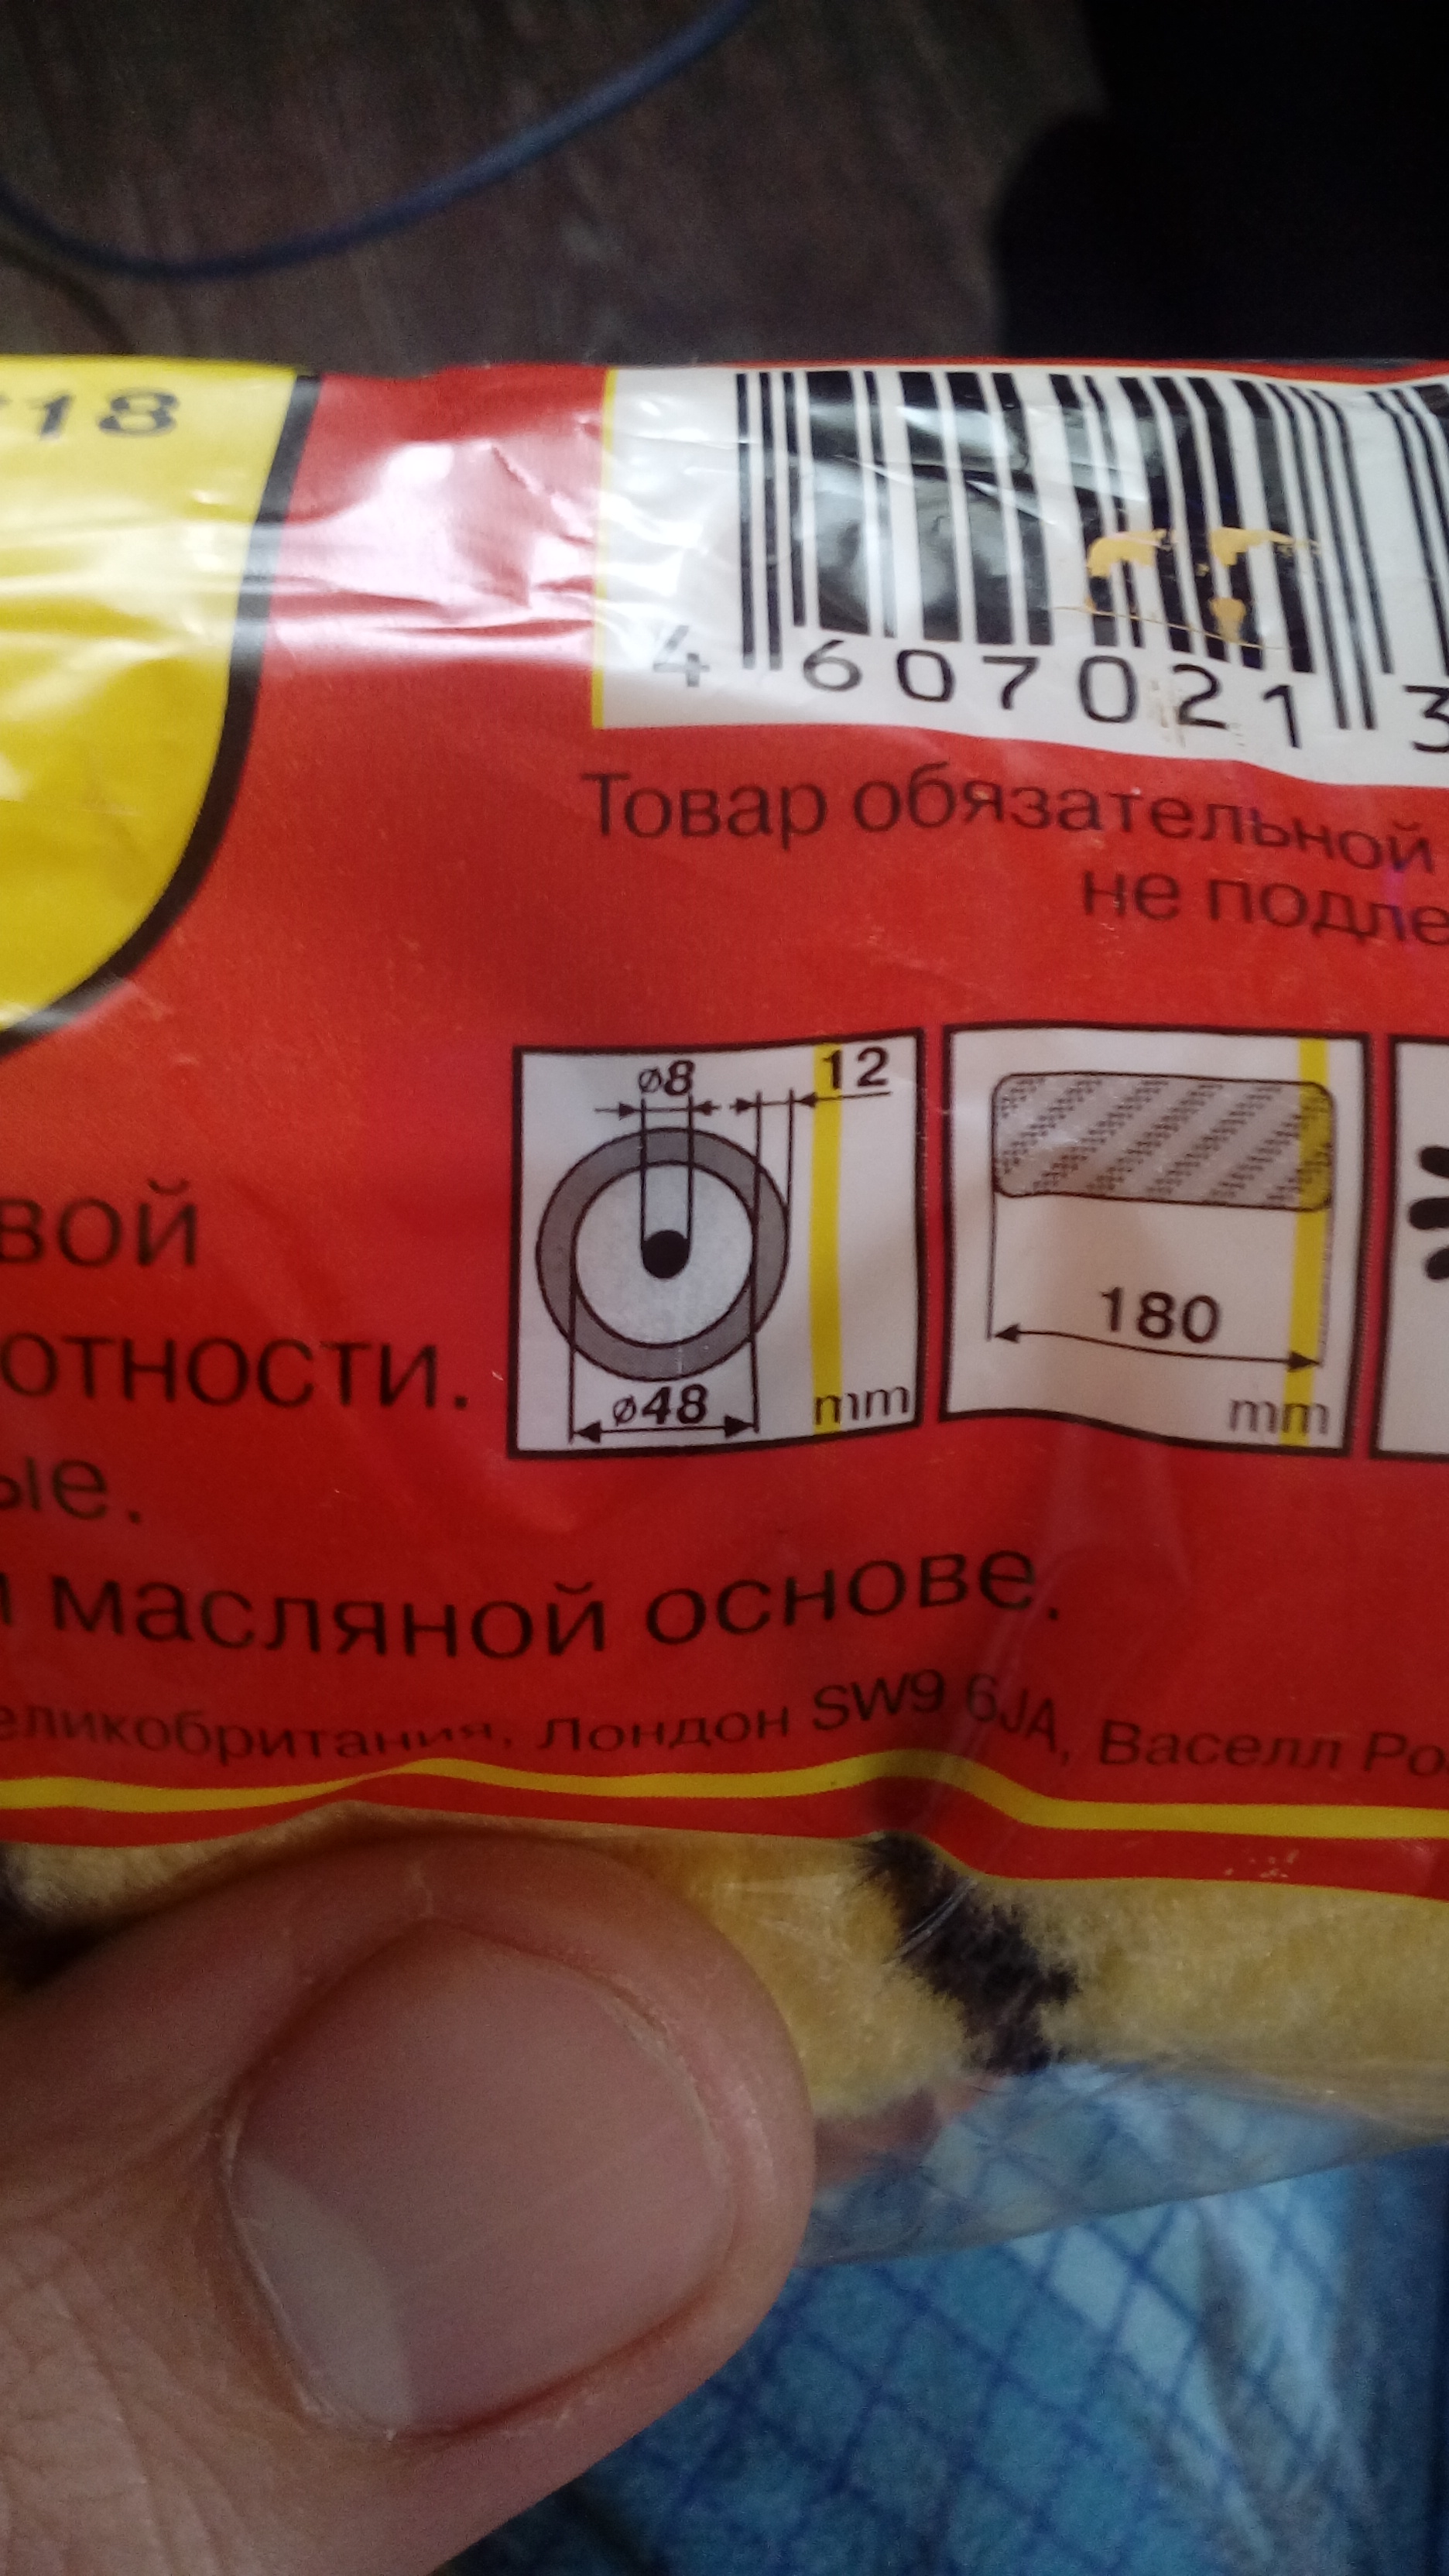 18
4 607021 3
Товар обязательной
не подле
ø8 12
ø48 mm
180
mm
вой
отности.
ые.
и масляной основе.
еликобритания, Лондон SW9 6JA, Васелл Ро